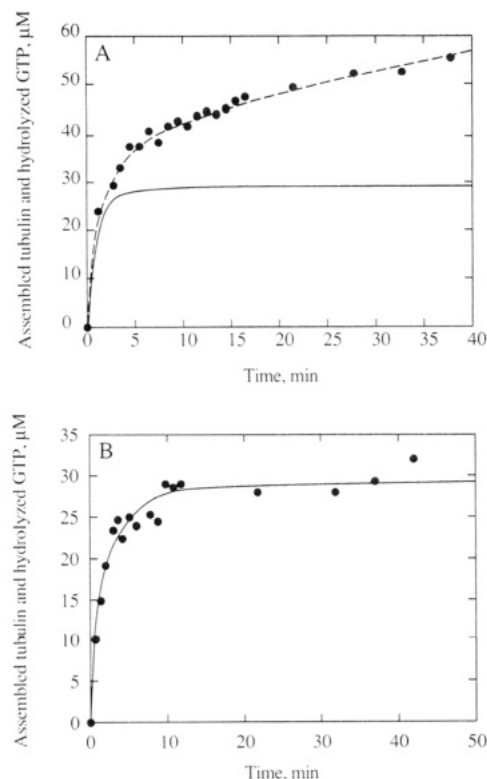 A
Assembled tubulin and hydrolyzed GTP, µM
60
50
40
30
20
10
0
0 5 10 15 20 25 30 35 40
Time, min
B
Assembled tubulin and hydrolyzed GTP, µM
35
30
25
20
15
10
5
0
0 10 20 30 40 50
Time, min